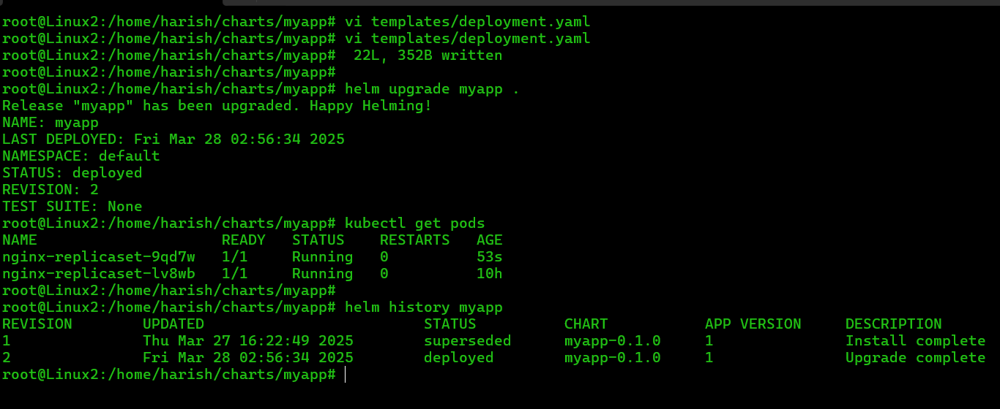 root@Linux2:/home/harish/charts/myapp# vi templates/deployment.yaml
root@Linux2:/home/harish/charts/myapp# vi templates/deployment.yaml
root@Linux2:/home/harish/charts/myapp#  22L, 352B written
root@Linux2:/home/harish/charts/myapp#
root@Linux2:/home/harish/charts/myapp# helm upgrade myapp .
Release "myapp" has been upgraded. Happy Helming!
NAME: myapp
LAST DEPLOYED: Fri Mar 28 02:56:34 2025
NAMESPACE: default
STATUS: deployed
REVISION: 2
TEST SUITE: None
root@Linux2:/home/harish/charts/myapp# kubectl get pods
NAME                     READY   STATUS    RESTARTS   AGE
nginx-replicaset-9qd7w   1/1     Running   0          53s
nginx-replicaset-lv8wb   1/1     Running   0          10h
root@Linux2:/home/harish/charts/myapp#
root@Linux2:/home/harish/charts/myapp# helm history myapp
REVISION        UPDATED                         STATUS          CHART           APP VERSION     DESCRIPTION
1               Thu Mar 27 16:22:49 2025        superseded      myapp-0.1.0     1               Install complete
2               Fri Mar 28 02:56:34 2025        deployed        myapp-0.1.0     1               Upgrade complete
root@Linux2:/home/harish/charts/myapp#